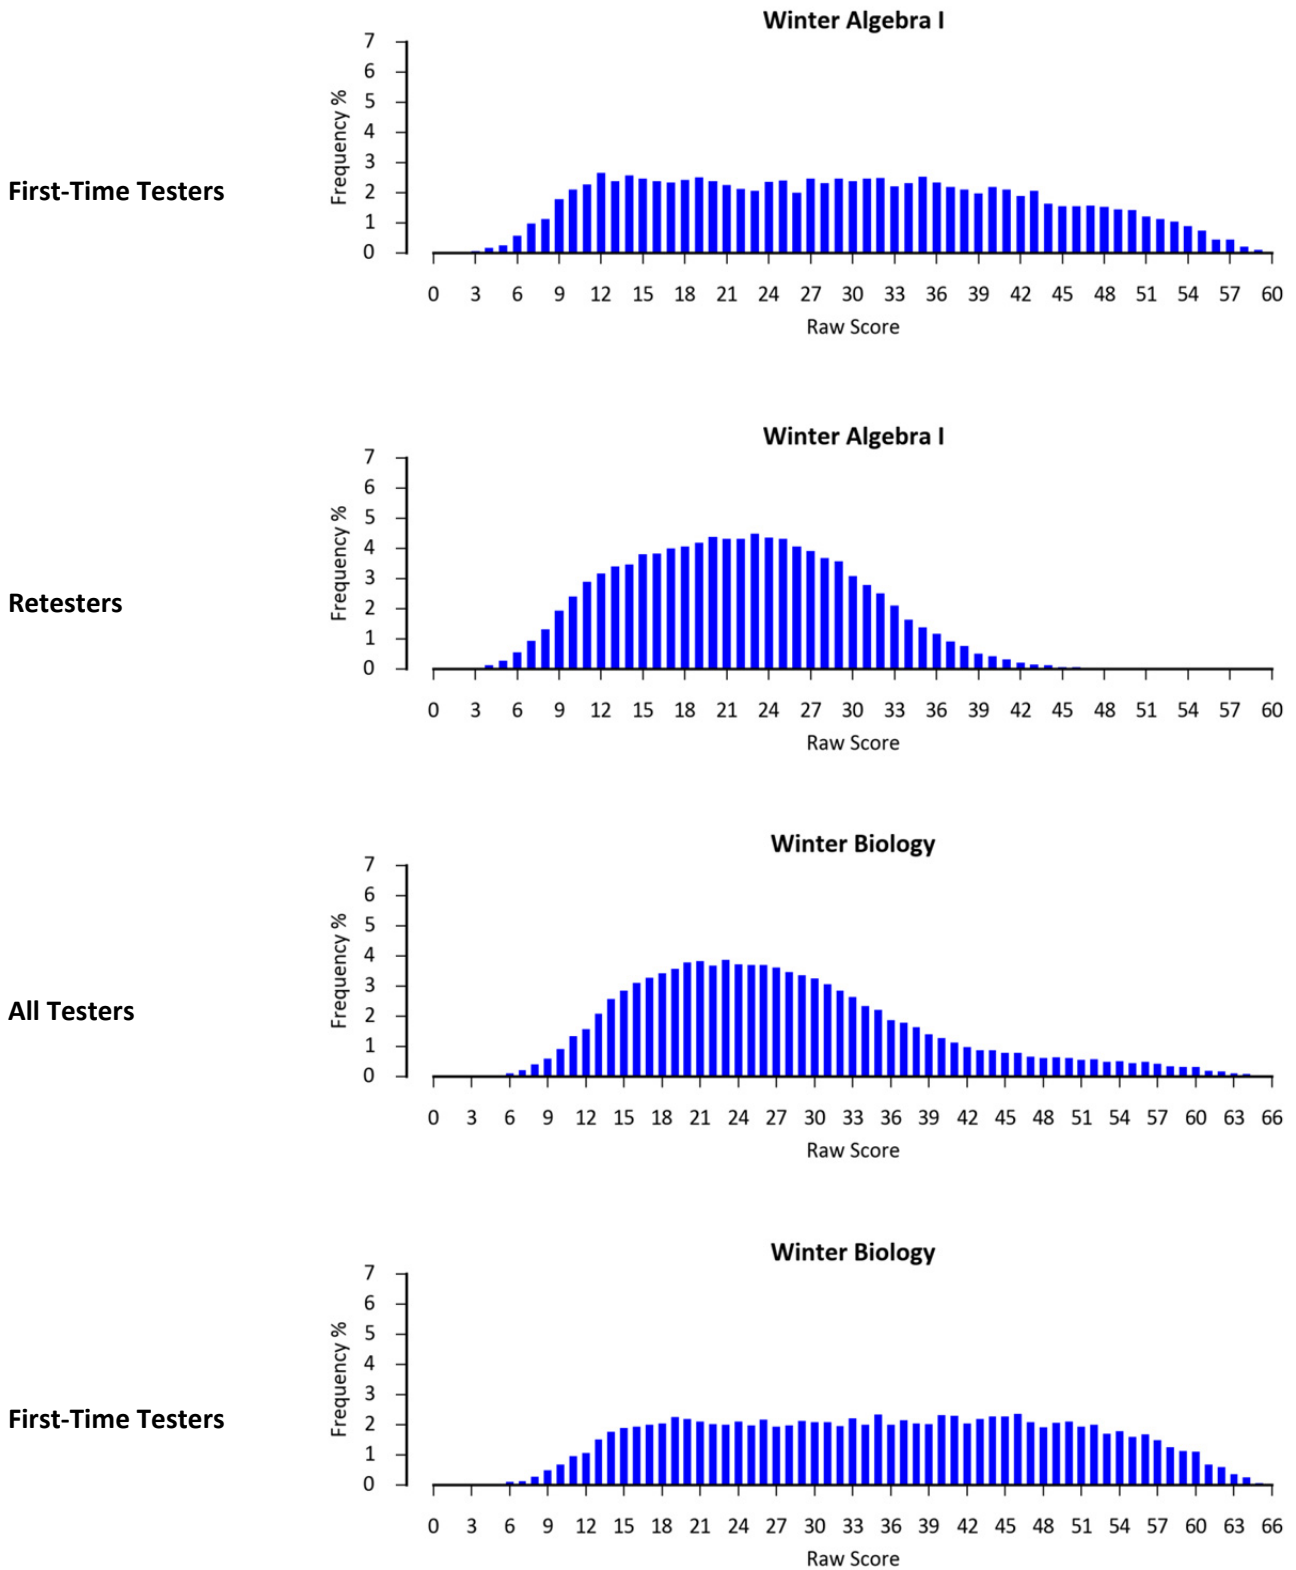 Winter Algebra I
First-Time Testers
Frequency %
7
6
5
4
3
2
1
0
0 3 6 9 12 15 18 21 24 27 30 33 36 39 42 45 48 51 54 57 60
Raw Score
Winter Algebra I
Retesters
Frequency %
7
6
5
4
3
2
1
0
0 3 6 9 12 15 18 21 24 27 30 33 36 39 42 45 48 51 54 57 60
Raw Score
Winter Biology
All Testers
Frequency %
7
6
5
4
3
2
1
0
0 3 6 9 12 15 18 21 24 27 30 33 36 39 42 45 48 51 54 57 60 63 66
Raw Score
Winter Biology
First-Time Testers
Frequency %
7
6
5
4
3
2
1
0
0 3 6 9 12 15 18 21 24 27 30 33 36 39 42 45 48 51 54 57 60 63 66
Raw Score